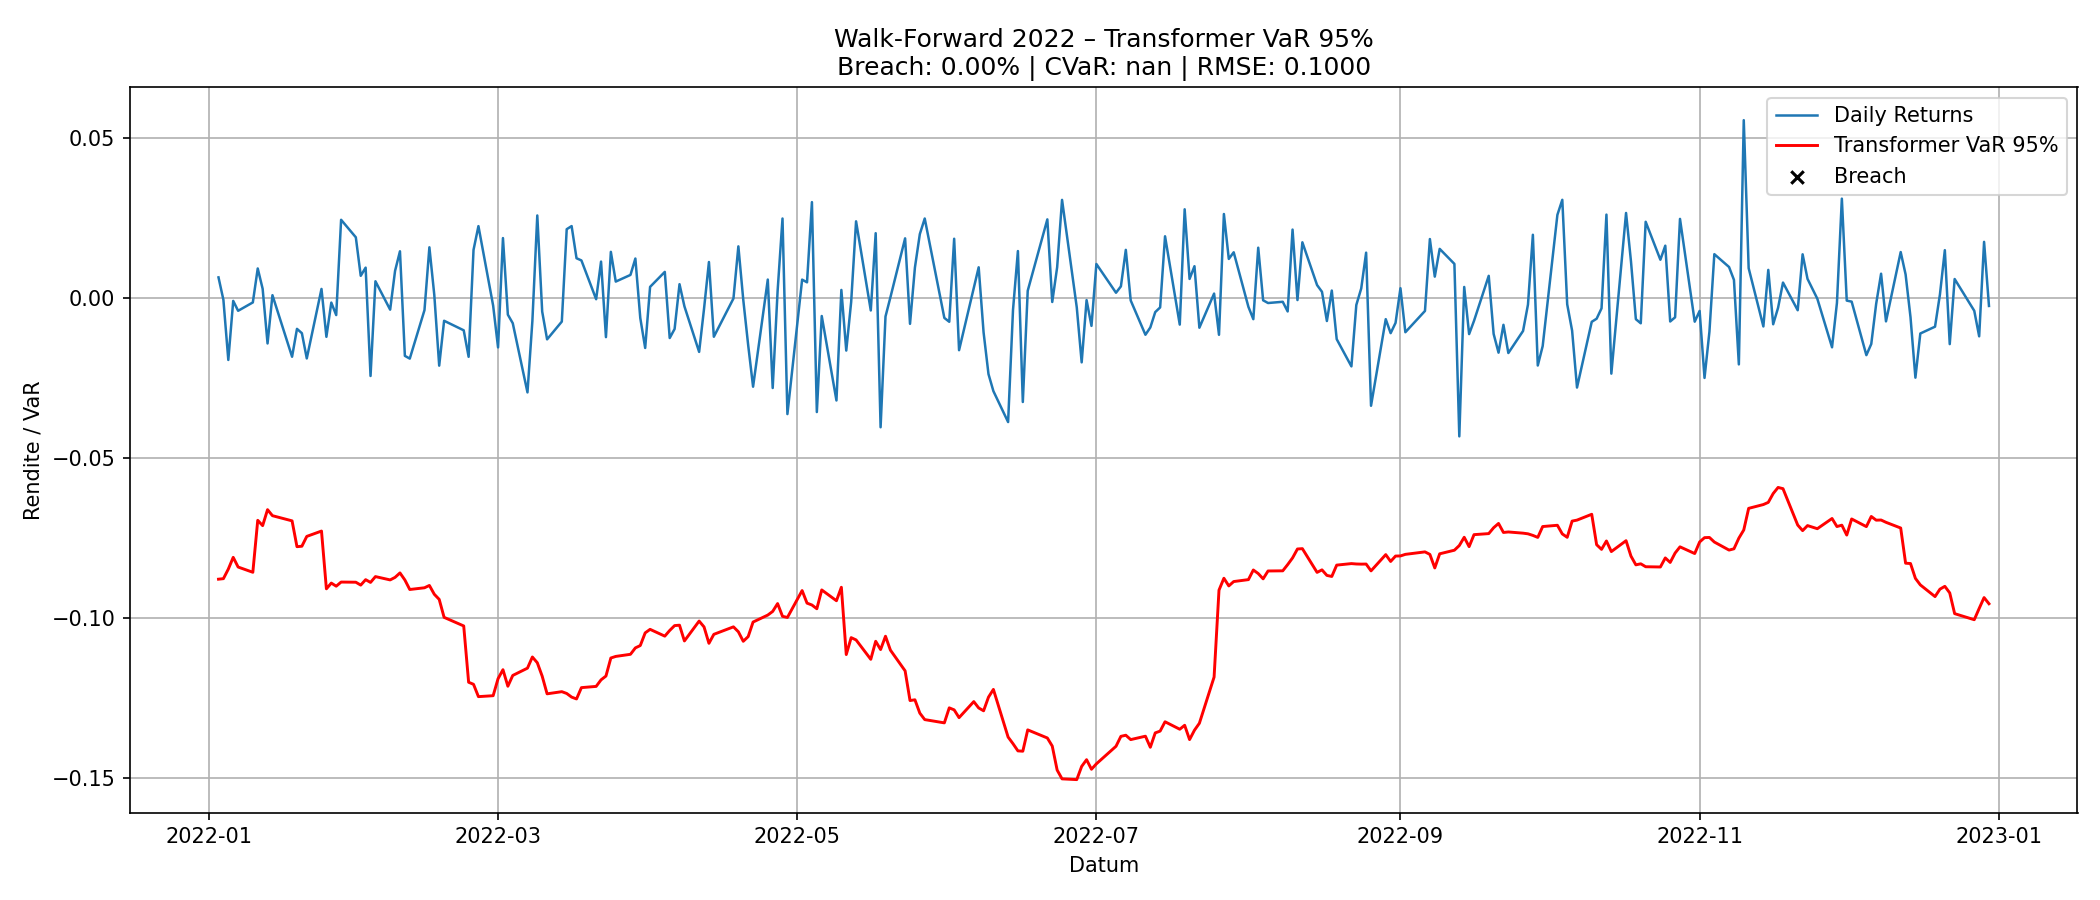 Walk-Forward 2022 – Transformer VaR 95%
Breach: 0.00% | CVaR: nan | RMSE: 0.1000
Daily Returns
Transformer VaR 95%
Breach
Rendite / VaR
0.05
0.00
−0.05
−0.10
−0.15
2022-01
2022-03
2022-05
2022-07
2022-09
2022-11
2023-01
Datum